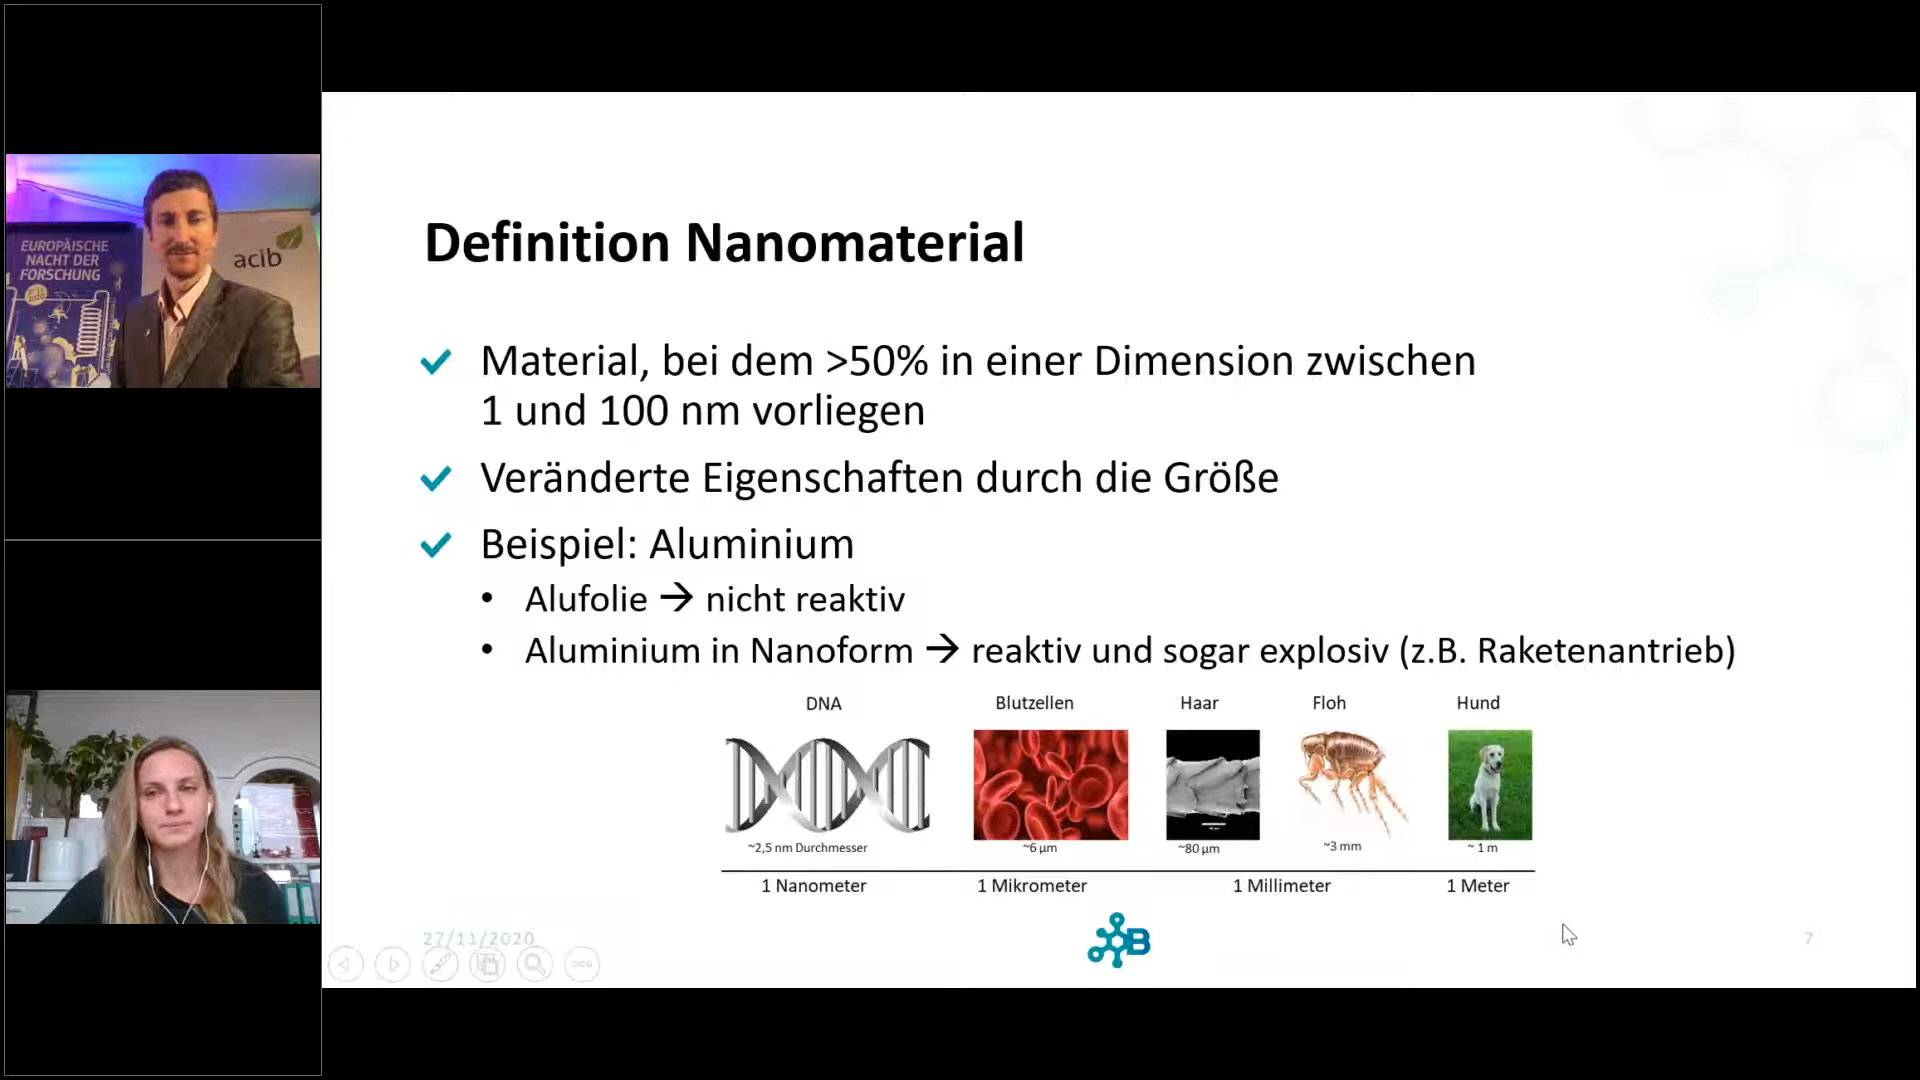 EUROPÄISCHE
NACHT DER
FORSCHUNG
acib
Definition Nanomaterial
Material, bei dem >50% in einer Dimension zwischen
1 und 100 nm vorliegen
Veränderte Eigenschaften durch die Größe
Beispiel: Aluminium
• Alufolie → nicht reaktiv
• Aluminium in Nanoform → reaktiv und sogar explosiv (z.B. Raketenantrieb)
DNA Blutzellen Haar Floh Hund
~2,5 nm Durchmesser ~6 µm ~80 µm ~3 mm ~ 1 m
1 Nanometer 1 Mikrometer 1 Millimeter 1 Meter
27/11/2020
B
7